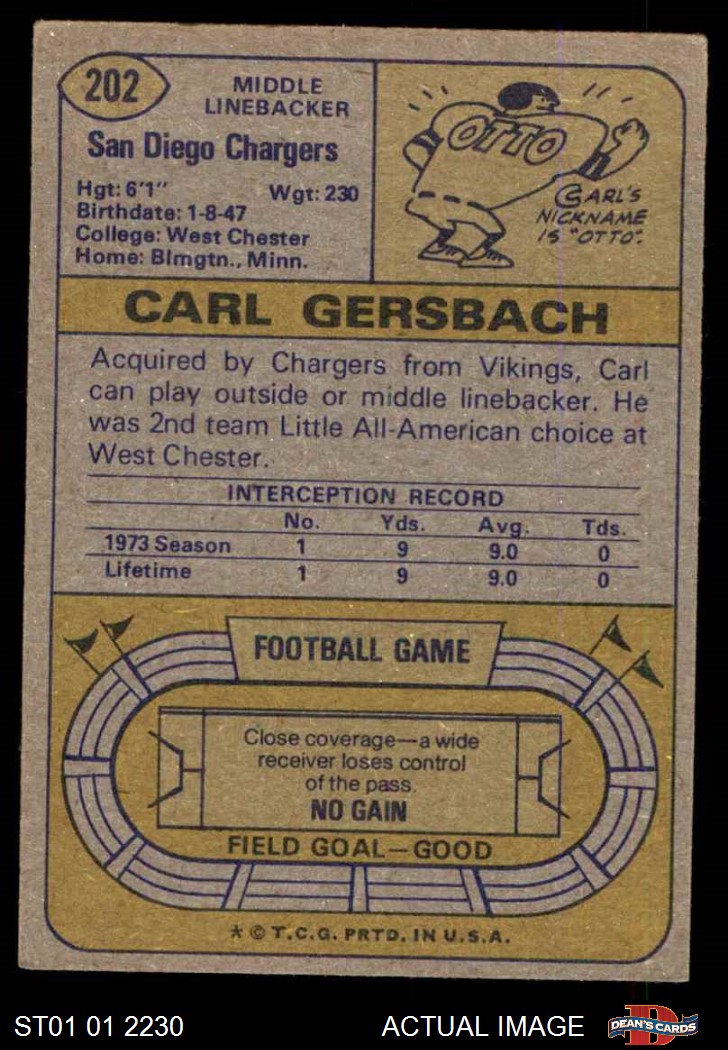 202
MIDDLE
LINEBACKER
San Diego Chargers
Hgt: 6'1" Wgt: 230
Birthdate: 1-8-47
College: West Chester
Home: Blmgtn., Minn.
OTTO
CARL'S
NICKNAME
IS "OTTO".
CARL GERSBACH
Acquired by Chargers from Vikings, Carl
can play outside or middle linebacker. He
was 2nd team Little All-American choice at
West Chester.
INTERCEPTION RECORD
No. Yds. Avg. Tds.
1973 Season 1 9 9.0 0
Lifetime 1 9 9.0 0
FOOTBALL GAME
Close coverage—a wide
receiver loses control
of the pass.
NO GAIN
FIELD GOAL—GOOD
* © T.C.G. PRTD. IN U.S.A.
ST01 01 2230 ACTUAL IMAGE D DEAN'S CARDS